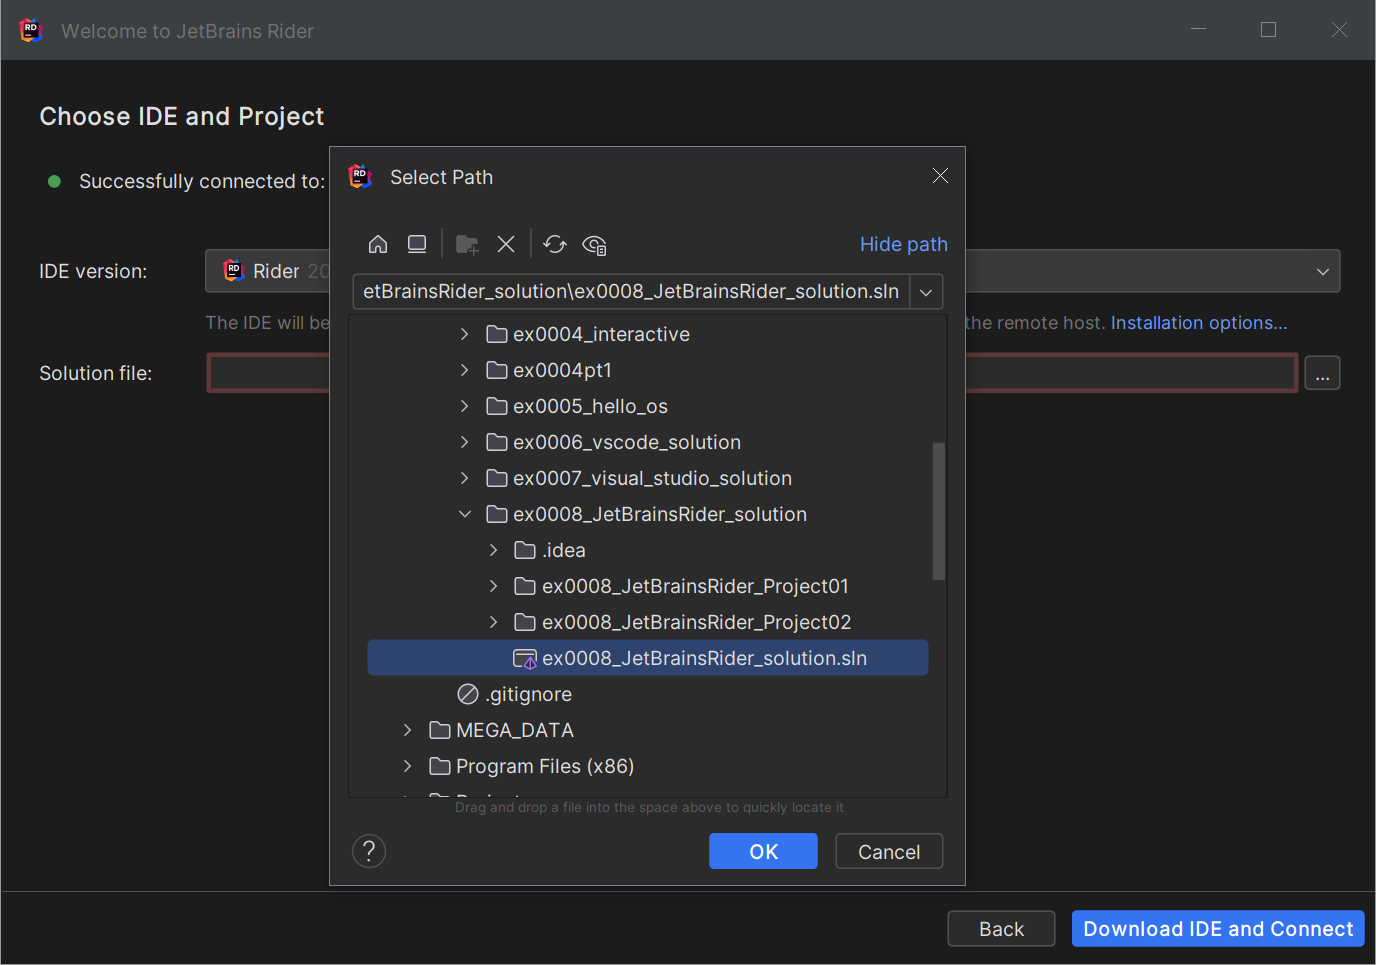 Welcome to JetBrains Rider
Choose IDE and Project
Successfully connected to:
Select Path
Hide path
IDE version:
Rider 20
etBrainsRider_solution\ex0008_JetBrainsRider_solution.sln
The IDE will be
the remote host. Installation options...
Solution file:
...
ex0004_interactive
ex0004pt1
ex0005_hello_os
ex0006_vscode_solution
ex0007_visual_studio_solution
ex0008_JetBrainsRider_solution
.idea
ex0008_JetBrainsRider_Project01
ex0008_JetBrainsRider_Project02
ex0008_JetBrainsRider_solution.sln
.gitignore
MEGA_DATA
Program Files (x86)
Drag and drop a file into the space above to quickly locate it
?
OK
Cancel
Back
Download IDE and Connect